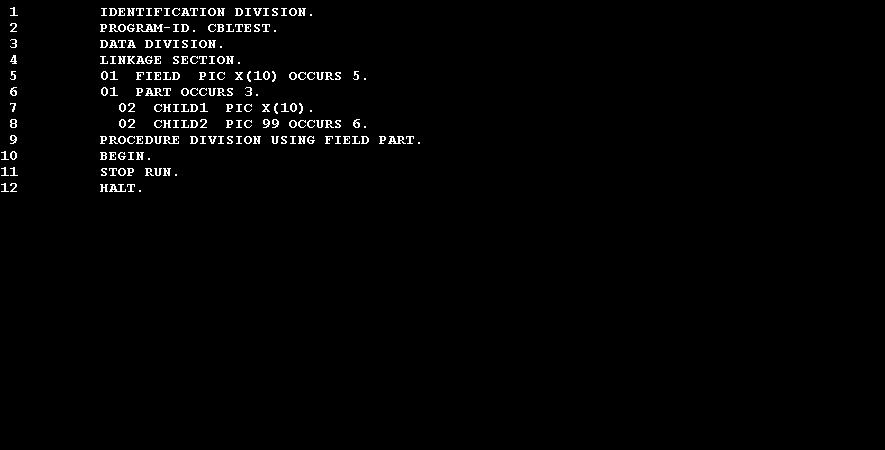 1 IDENTIFICATION DIVISION.
2 PROGRAM-ID. CBLTEST.
3 DATA DIVISION.
4 LINKAGE SECTION.
5 01 FIELD PIC X(10) OCCURS 5.
6 01 PART OCCURS 3.
7 02 CHILD1 PIC X(10).
8 02 CHILD2 PIC 99 OCCURS 6.
9 PROCEDURE DIVISION USING FIELD PART.
10 BEGIN.
11 STOP RUN.
12 HALT.